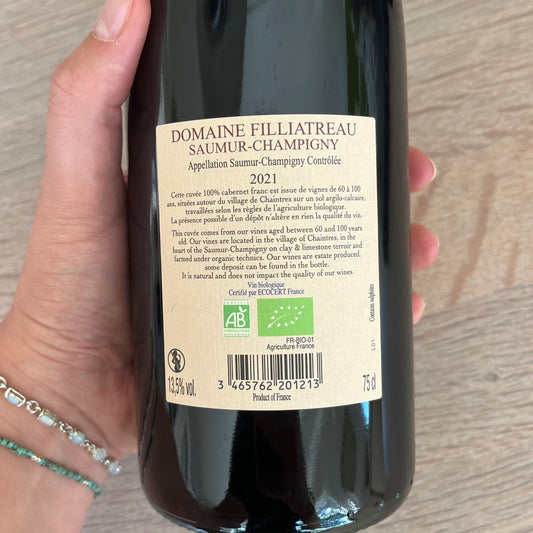 DOMAINE FILLIATREAU
SAUMUR-CHAMPIGNY
Appellation Saumur-Champigny Contrôlée
2021
Cette cuvée 100% cabernet franc est issue de vignes de 60 à 100
ans, situées autour du village de Chaintres sur un sol argilo-calcaire,
travaillées selon les règles de l'agriculture biologique.
La présence possible d'un dépôt n'altère en rien la qualité du vin.
This cuvée comes from our vines aged between 60 and 100 years
old. Our vines are located in the village of Chaintres, in the
heart of the Saumur-Champigny on clay & limestone terroir and
farmed under organic technics. Our wines are estate produced,
some deposit can be found in the bottle.
It is natural and does not impact the quality of our wines.
Vin biologique
Certifié par ECOCERT France
CERTIFIÉ
AB
AGRICULTURE
BIOLOGIQUE
FR-BIO-01
Agriculture France
13,5% vol.
3 465762 201213
75 cl
Product of France
Contains sulphites
LC1